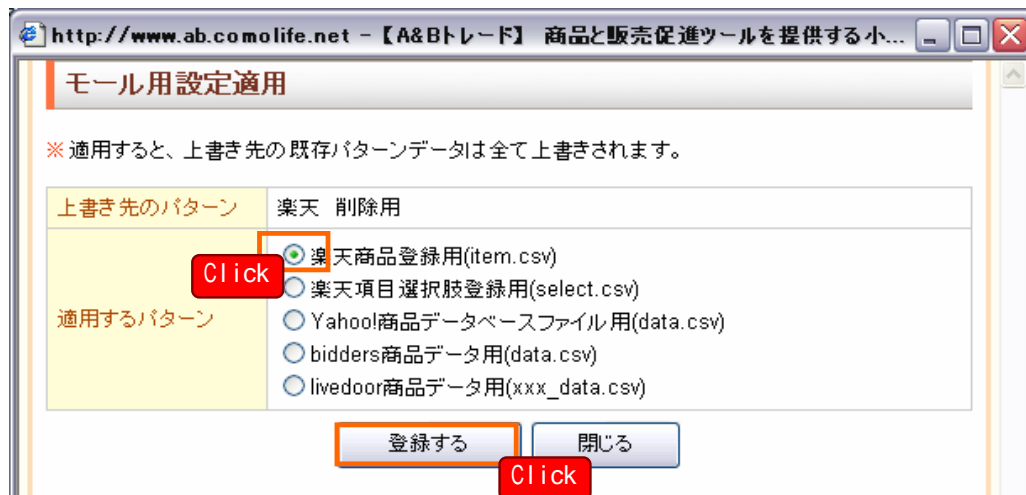 http://www.ab.comolife.net - 【A&Bトレード】 商品と販売促進ツールを提供する小...
モール用設定適用
※適用すると、上書き先の既存パターンデータは全て上書きされます。
上書き先のパターン 楽天 削除用
適用するパターン
楽天商品登録用(item.csv)
Click
楽天項目選択肢登録用(select.csv)
Yahoo!商品データベースファイル用(data.csv)
bidders商品データ用(data.csv)
livedoor商品データ用(xxx_data.csv)
登録する 閉じる
Click